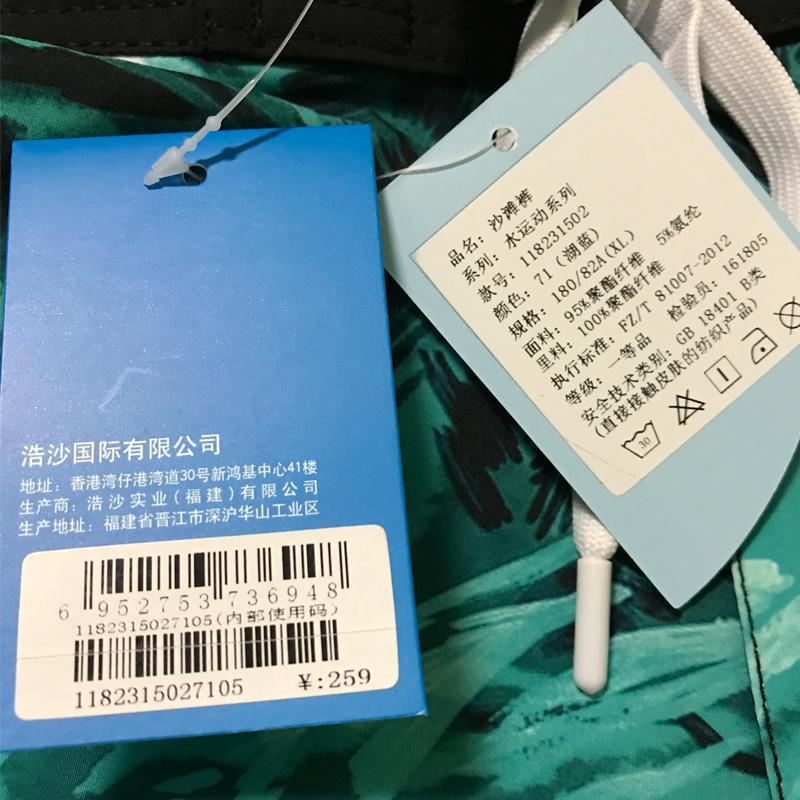 浩沙国际有限公司
地址：香港湾仔港湾道30号新鸿基中心41楼
生产商：浩沙实业（福建）有限公司
生产地址：福建省晋江市深沪华山工业区
6 952753 736948
1182315027105(内部使用码)
1182315027105 ¥:259
品名：沙滩裤
系列：水运动系列
款号：118231502
颜色：71（湖蓝）
规格：180/82A(XL)
面料：95%聚酯纤维 5%氨纶
里料：100%聚酯纤维
执行标准：FZ/T 81007-2012
等级：一等品 检验员：161805
安全技术类别：GB 18401 B类
(直接接触皮肤的纺织产品)
30